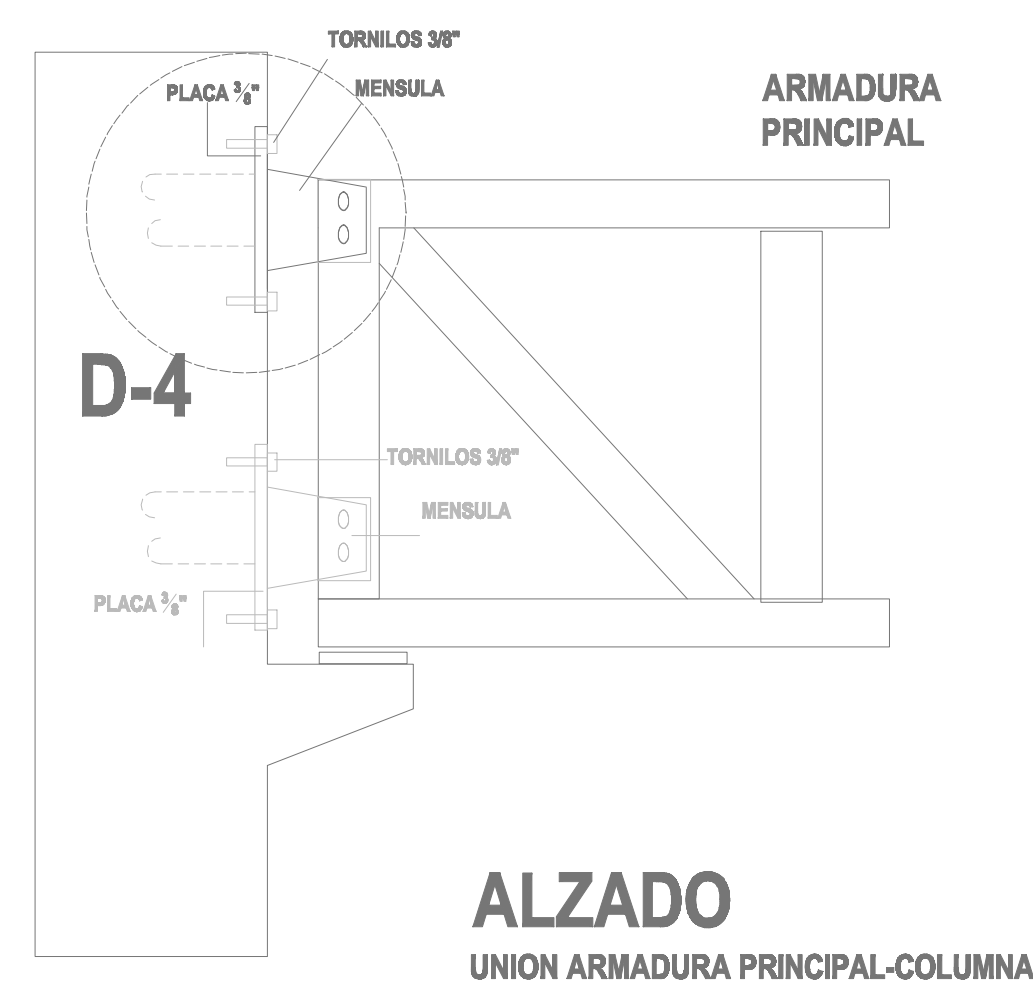 TORNILOS 3/8"
PLACA 3/8"
MENSULA
ARMADURA
PRINCIPAL
D-4
TORNILOS 3/8"
MENSULA
PLACA 3/8"
ALZADO
UNION ARMADURA PRINCIPAL-COLUMNA